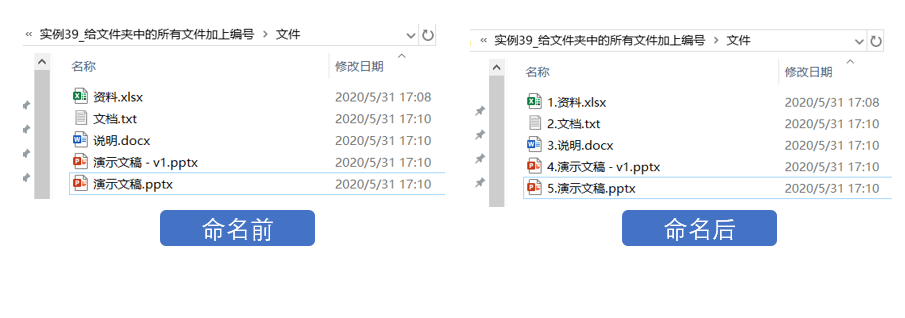 « 实例39_给文件夹中的所有文件加上编号 > 文件
名称 修改日期
资料.xlsx 2020/5/31 17:08
文档.txt 2020/5/31 17:10
说明.docx 2020/5/31 17:10
演示文稿 - v1.pptx 2020/5/31 17:10
演示文稿.pptx 2020/5/31 17:10
命名前
« 实例39_给文件夹中的所有文件加上编号 > 文件
名称 修改日期
1.资料.xlsx 2020/5/31 17:08
2.文档.txt 2020/5/31 17:10
3.说明.docx 2020/5/31 17:10
4.演示文稿 - v1.pptx 2020/5/31 17:10
5.演示文稿.pptx 2020/5/31 17:10
命名后